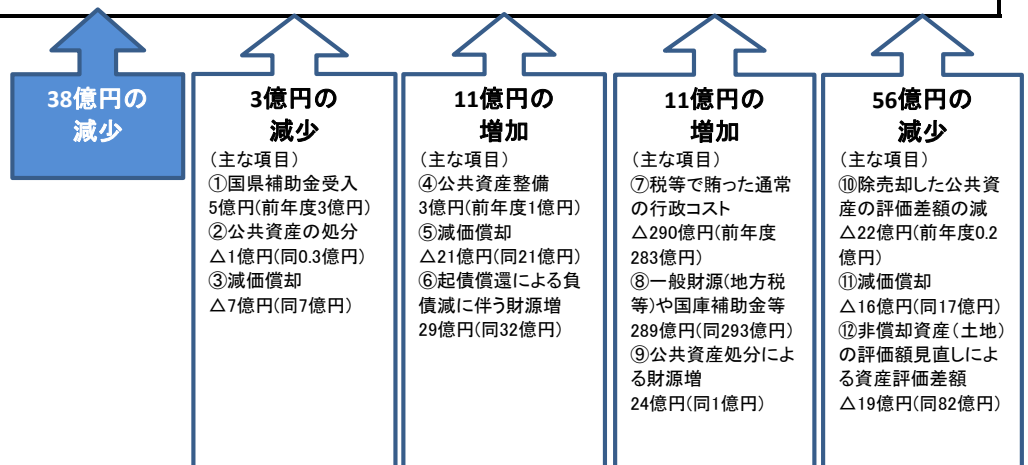 38億円の
減少
3億円の
減少
(主な項目)
①国県補助金受入
5億円(前年度3億円)
②公共資産の処分
△1億円(同0.3億円)
③減価償却
△7億円(同7億円)
11億円の
増加
(主な項目)
④公共資産整備
3億円(前年度1億円)
⑤減価償却
△21億円(同21億円)
⑥起債償還による負
債減に伴う財源増
29億円(同32億円)
11億円の
増加
(主な項目)
⑦税等で賄った通常
の行政コスト
△290億円(前年度
283億円)
⑧一般財源(地方税
等)や国庫補助金等
289億円(同293億円)
⑨公共資産処分によ
る財源増
24億円(同1億円)
56億円の
減少
(主な項目)
⑩除売却した公共資
産の評価差額の減
△22億円(前年度0.2
億円)
⑪減価償却
△16億円(同17億円)
⑫非償却資産(土地)
の評価額見直しによ
る資産評価差額
△19億円(同82億円)